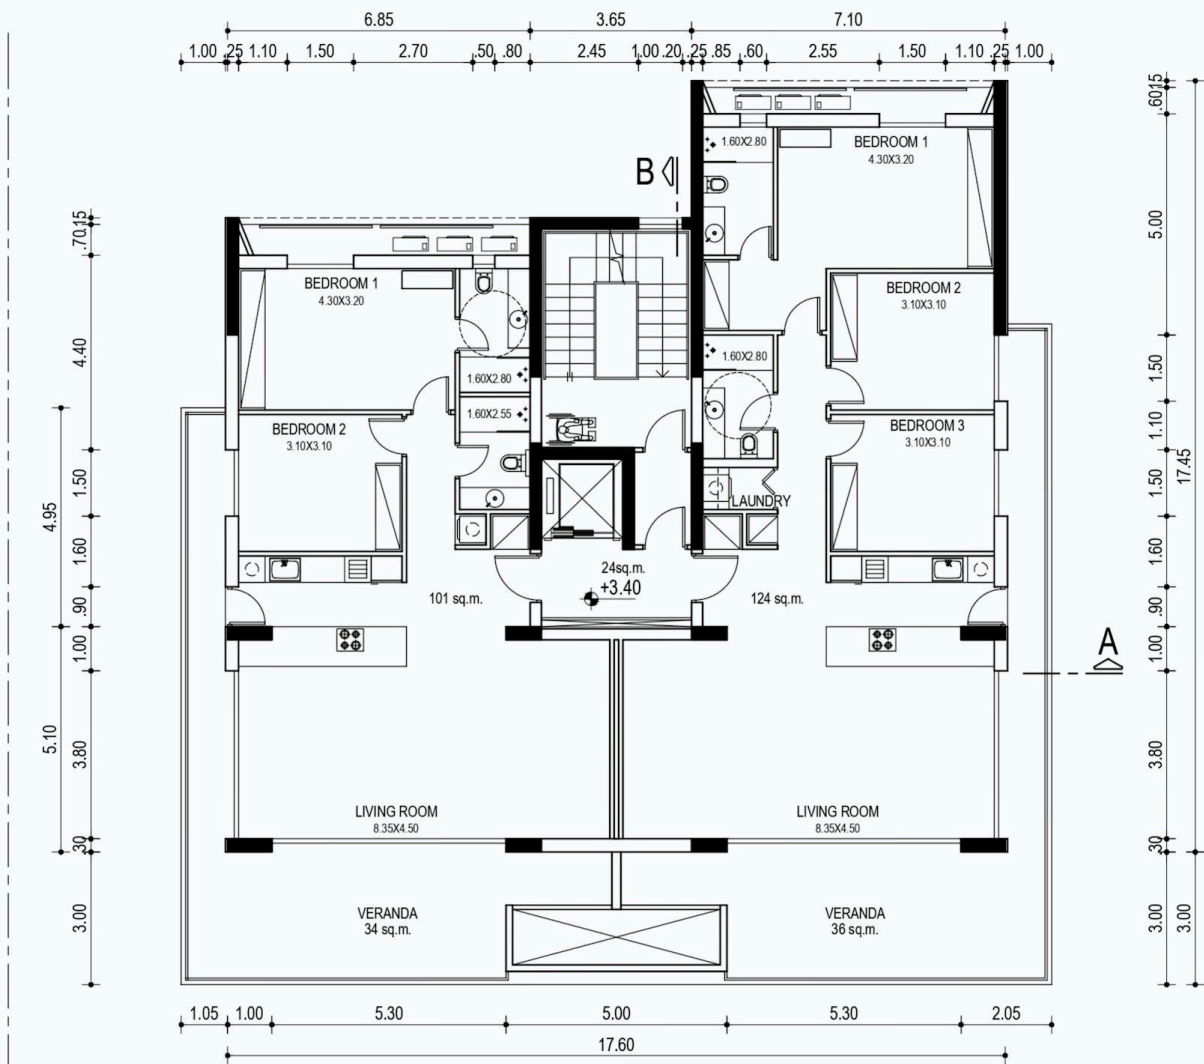 6.85 3.65 7.10
1.00 .25 1.10 1.50 2.70 .50 .80 2.45 1.00 .20 .25 .85 .60 2.55 1.50 1.10 .25 1.00
.15
.60
5.00
1.50
1.10
1.50
1.60
.90
1.00
3.80
.30
3.00
17.45
3.00
.15
.70
4.40
1.50
1.60
.90
1.00
3.80
.30
3.00
4.95
5.10
B
A
1.60X2.80
BEDROOM 1
4.30X3.20
BEDROOM 1
4.30X3.20
BEDROOM 2
3.10X3.10
1.60X2.80
1.60X2.80
1.60X2.55
BEDROOM 2
3.10X3.10
BEDROOM 3
3.10X3.10
LAUNDRY
24sq.m.
+3.40
101 sq.m.
124 sq.m.
LIVING ROOM
8.35X4.50
LIVING ROOM
8.35X4.50
VERANDA
34 sq.m.
VERANDA
36 sq.m.
1.05 1.00 5.30 5.00 5.30 2.05
17.60